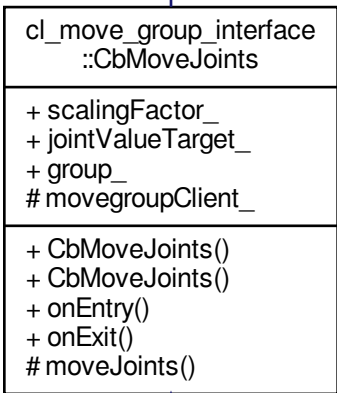 cl_move_group_interface
::CbMoveJoints
+ scalingFactor_
+ jointValueTarget_
+ group_
# movegroupClient_
+ CbMoveJoints()
+ CbMoveJoints()
+ onEntry()
+ onExit()
# moveJoints()